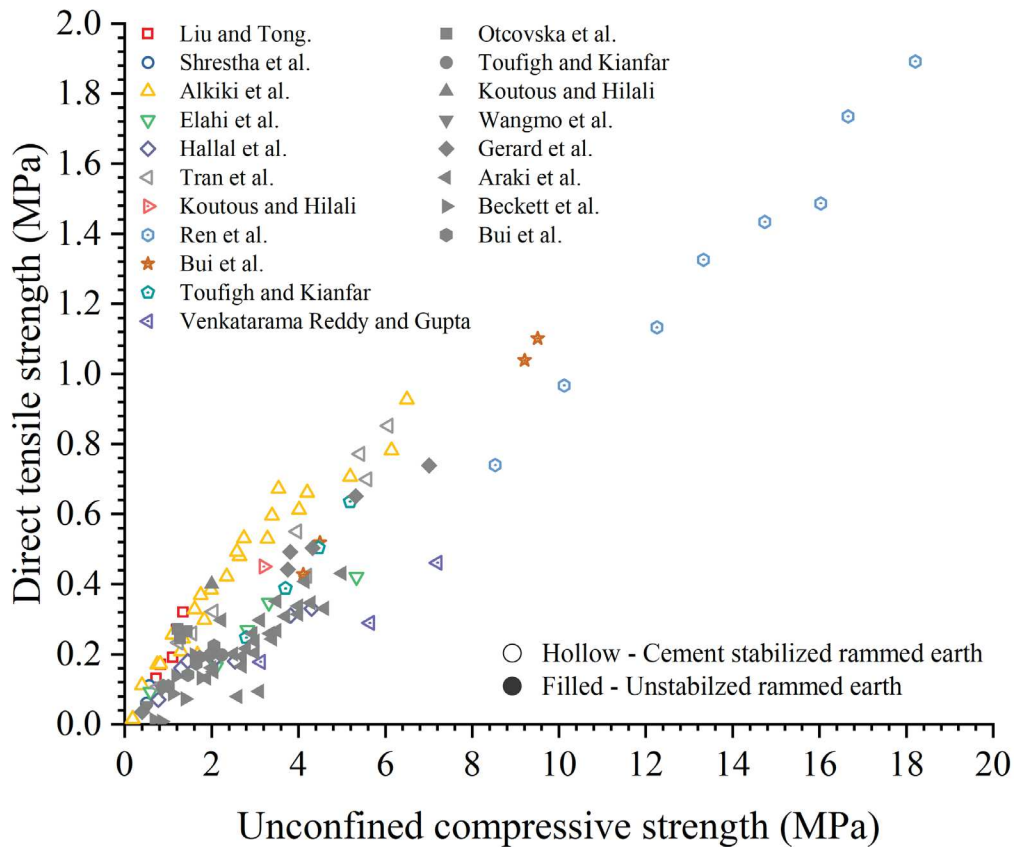 2.0
1.8
1.6
1.4
1.2
1.0
0.8
0.6
0.4
0.2
0.0
Direct tensile strength (MPa)
Liu and Tong.
Shrestha et al.
Alkiki et al.
Elahi et al.
Hallal et al.
Tran et al.
Koutous and Hilali
Ren et al.
Bui et al.
Toufigh and Kianfar
Venkatarama Reddy and Gupta
Otcovska et al.
Toufigh and Kianfar
Koutous and Hilali
Wangmo et al.
Gerard et al.
Araki et al.
Beckett et al.
Bui et al.
Hollow - Cement stabilized rammed earth
Filled - Unstabilzed rammed earth
0 2 4 6 8 10 12 14 16 18 20
Unconfined compressive strength (MPa)